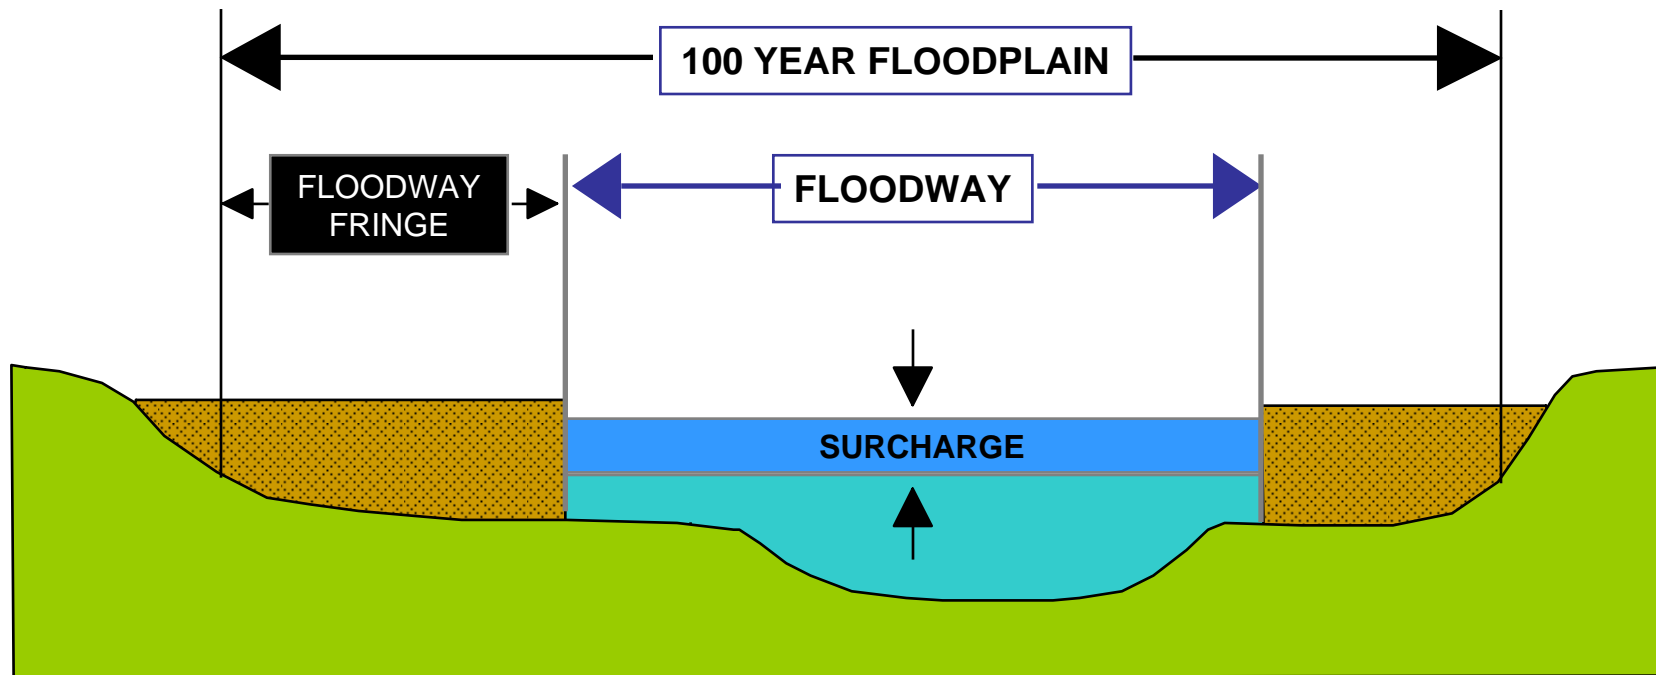 100 YEAR FLOODPLAIN
FLOODWAY
FRINGE
FLOODWAY
SURCHARGE